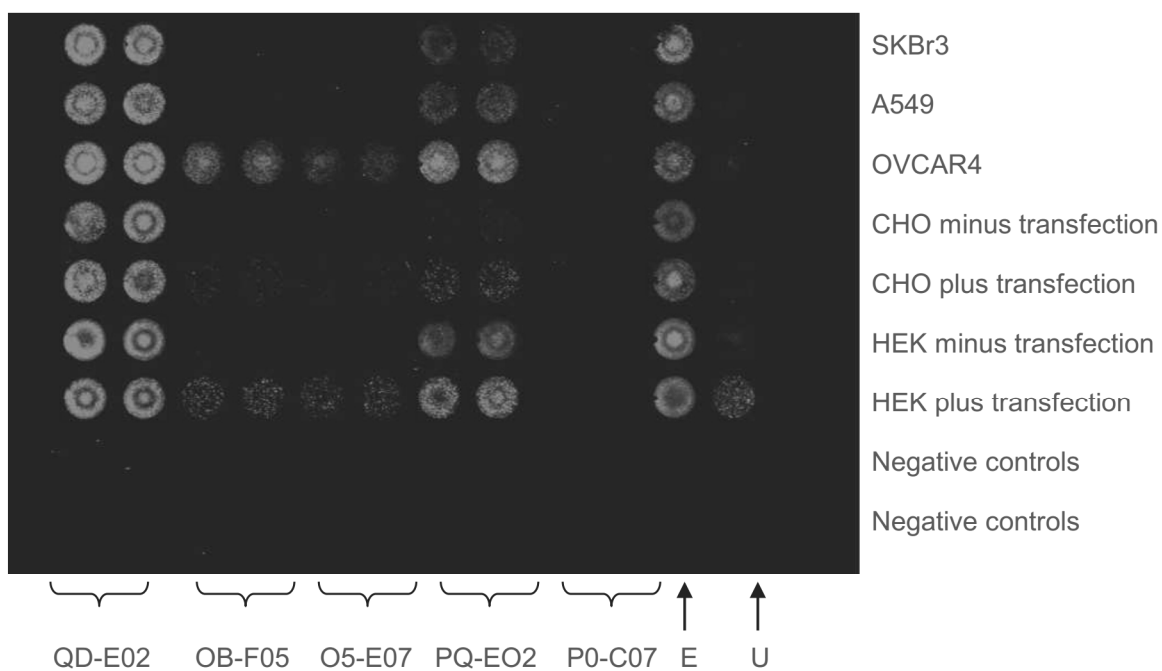 SKBr3
A549
OVCAR4
CHO minus transfection
CHO plus transfection
HEK minus transfection
HEK plus transfection
Negative controls
Negative controls
QD-E02 OB-F05 O5-E07 PQ-EO2 P0-C07 E U